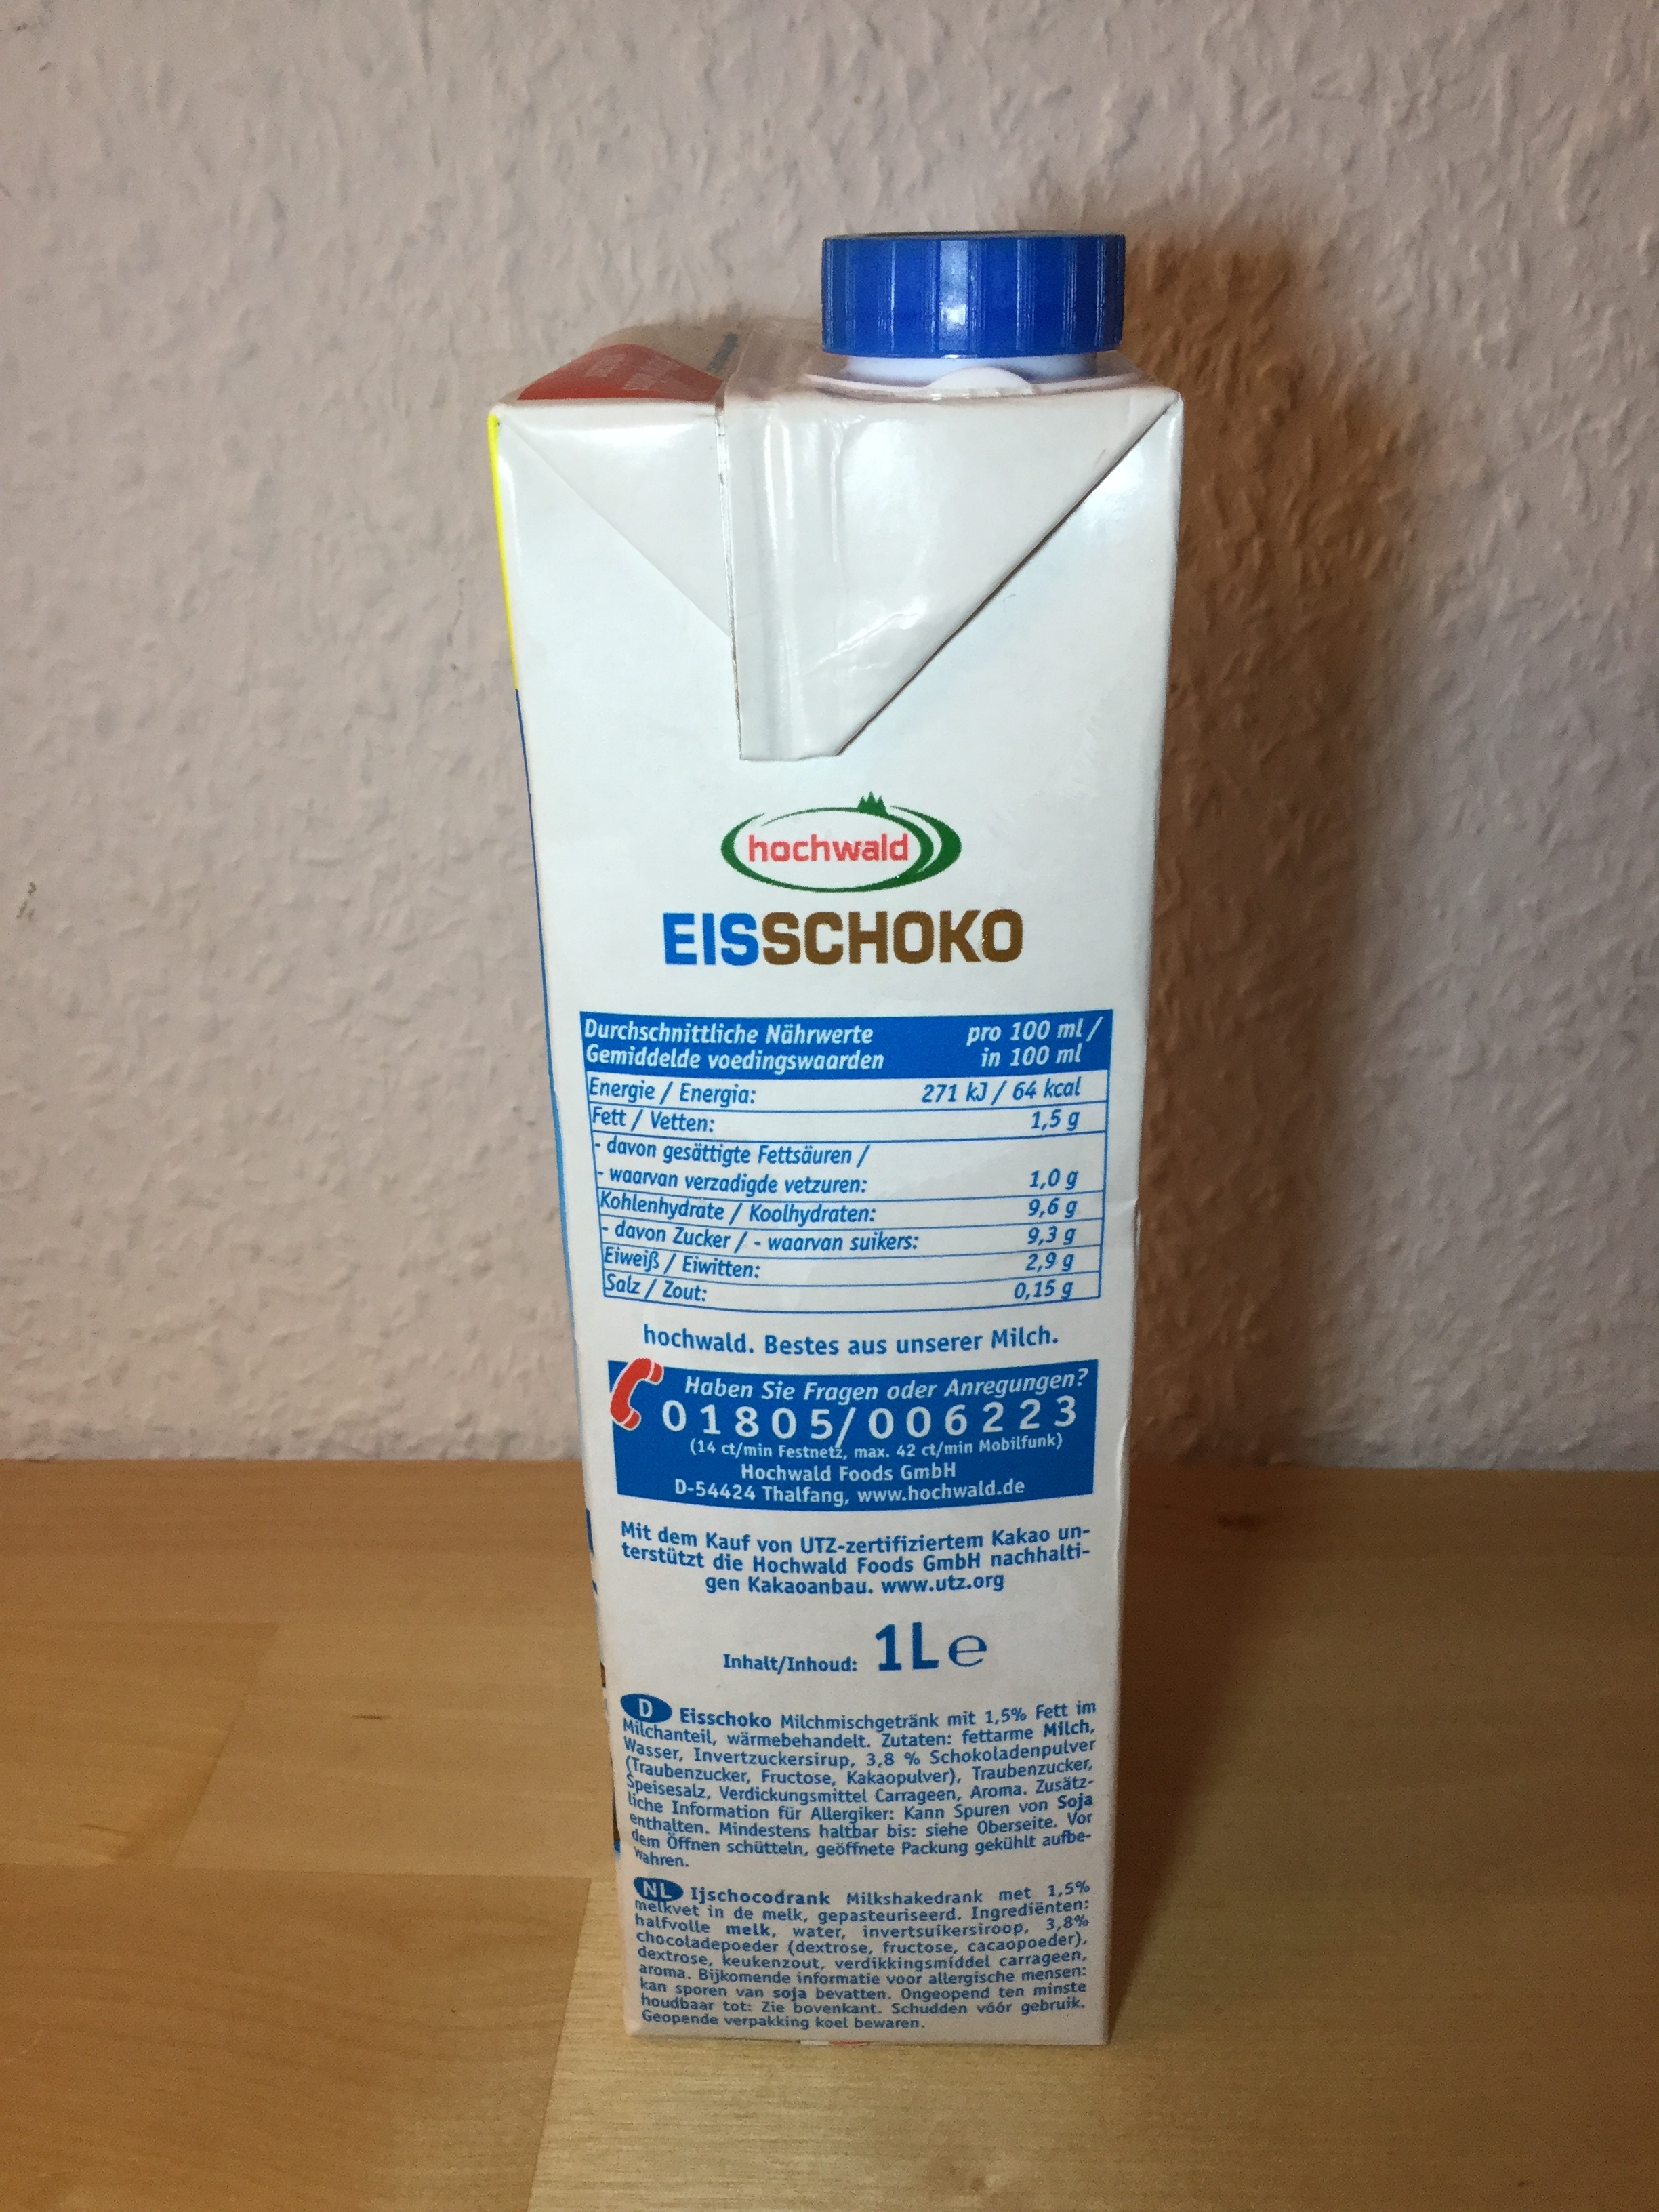 hochwald
EISSCHOKO
Durchschnittliche Nährwerte pro 100 ml /
Gemiddelde voedingswaarden in 100 ml
Energie / Energia: 271 kJ / 64 kcal
Fett / Vetten: 1,5 g
- davon gesättigte Fettsäuren /
- waarvan verzadigde vetzuren: 1,0 g
Kohlenhydrate / Koolhydraten: 9,6 g
- davon Zucker / - waarvan suikers: 9,3 g
Eiweiß / Eiwitten: 2,9 g
Salz / Zout: 0,15 g
hochwald. Bestes aus unserer Milch.
Haben Sie Fragen oder Anregungen?
01805/006223
(14 ct/min Festnetz, max. 42 ct/min Mobilfunk)
Hochwald Foods GmbH
D-54424 Thalfang, www.hochwald.de
Mit dem Kauf von UTZ-zertifiziertem Kakao un-
terstützt die Hochwald Foods GmbH nachhalti-
gen Kakaoanbau. www.utz.org
Inhalt/Inhoud: 1L e
D Eisschoko Milchmischgetränk mit 1,5% Fett im
Milchanteil, wärmebehandelt. Zutaten: fettarme Milch,
Wasser, Invertzuckersirup, 3,8 % Schokoladenpulver
(Traubenzucker, Fructose, Kakaopulver), Traubenzucker,
Speisesalz, Verdickungsmittel Carrageen, Aroma. Zusätz-
liche Information für Allergiker: Kann Spuren von Soja
enthalten. Mindestens haltbar bis: siehe Oberseite. Vor
dem Öffnen schütteln, geöffnete Packung gekühlt aufbe-
wahren.
NL Ijschocodrank Milkshakedrank met 1,5%
melkvet in de melk, gepasteuriseerd. Ingrediënten:
halfvolle melk, water, invertsuikersiroop, 3,8%
chocoladepoeder (dextrose, fructose, cacaopoeder),
dextrose, keukenzout, verdikkingsmiddel carrageen,
aroma. Bijkomende informatie voor allergische mensen:
kan sporen van soja bevatten. Ongeopend ten minste
houdbaar tot: Zie bovenkant. Schudden vóór gebruik.
Geopende verpakking koel bewaren.